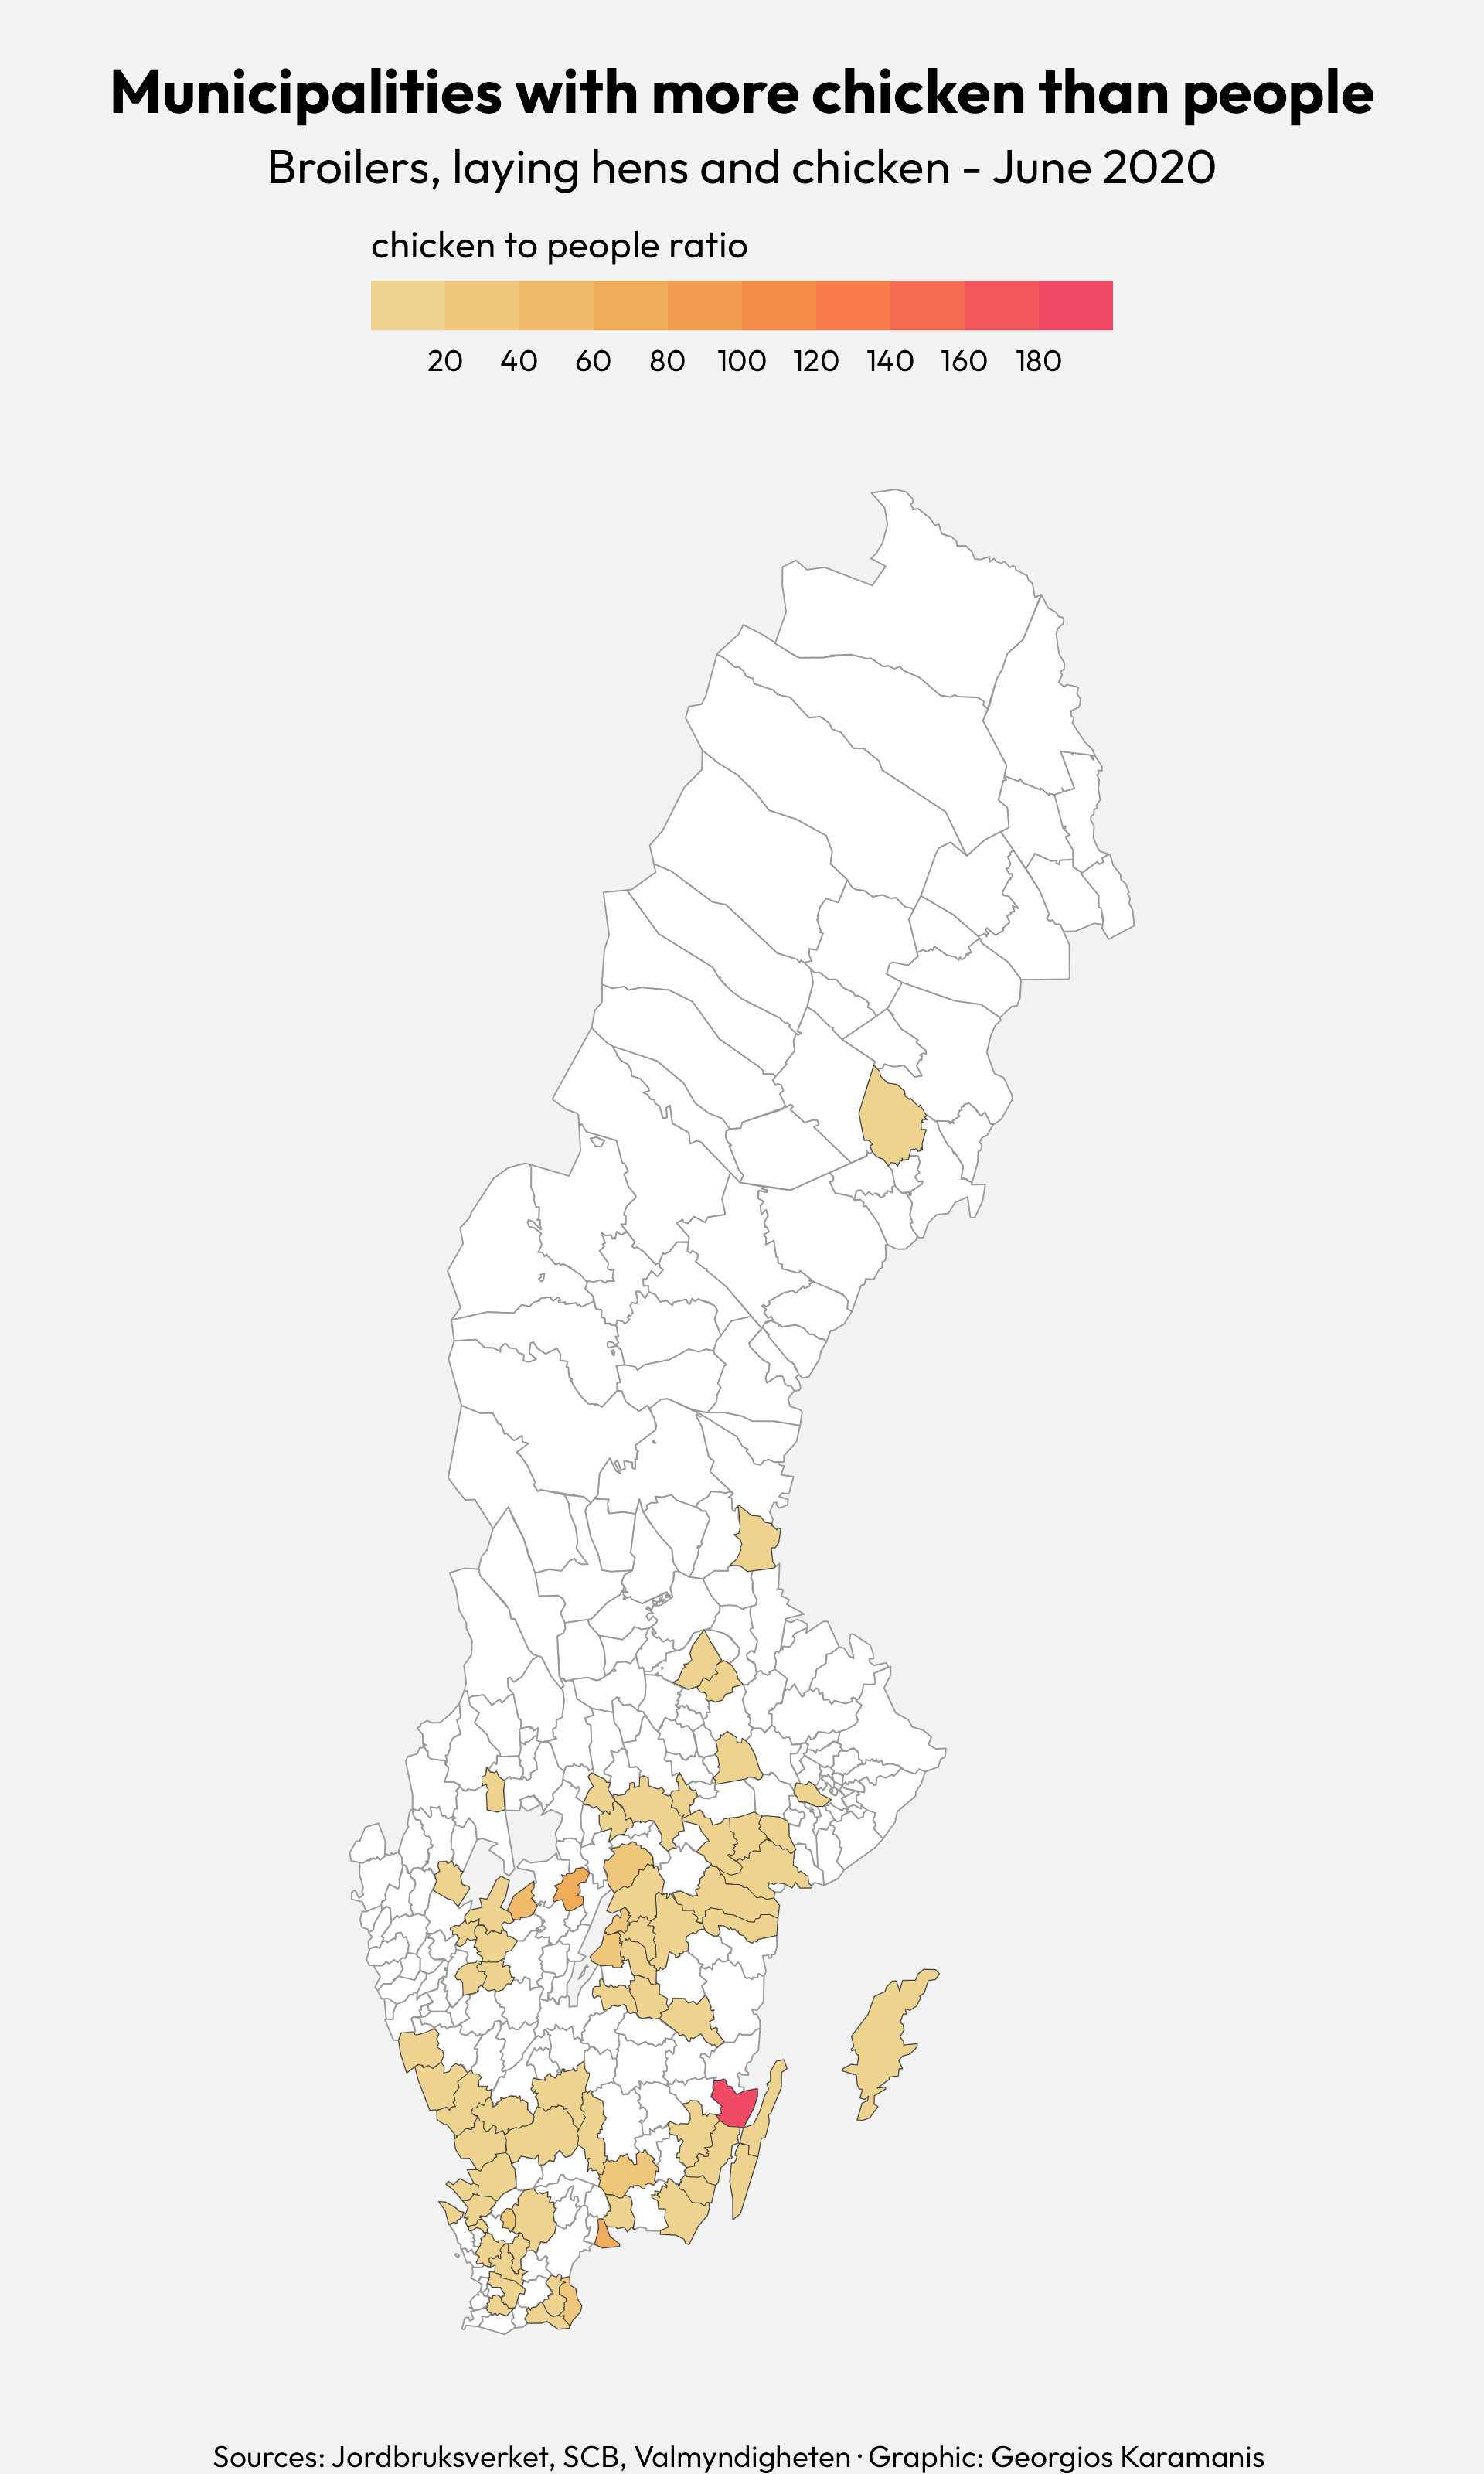 Municipalities with more chicken than people
Broilers, laying hens and chicken - June 2020
chicken to people ratio
20 40 60 80 100 120 140 160 180
Sources: Jordbruksverket, SCB, Valmyndigheten · Graphic: Georgios Karamanis